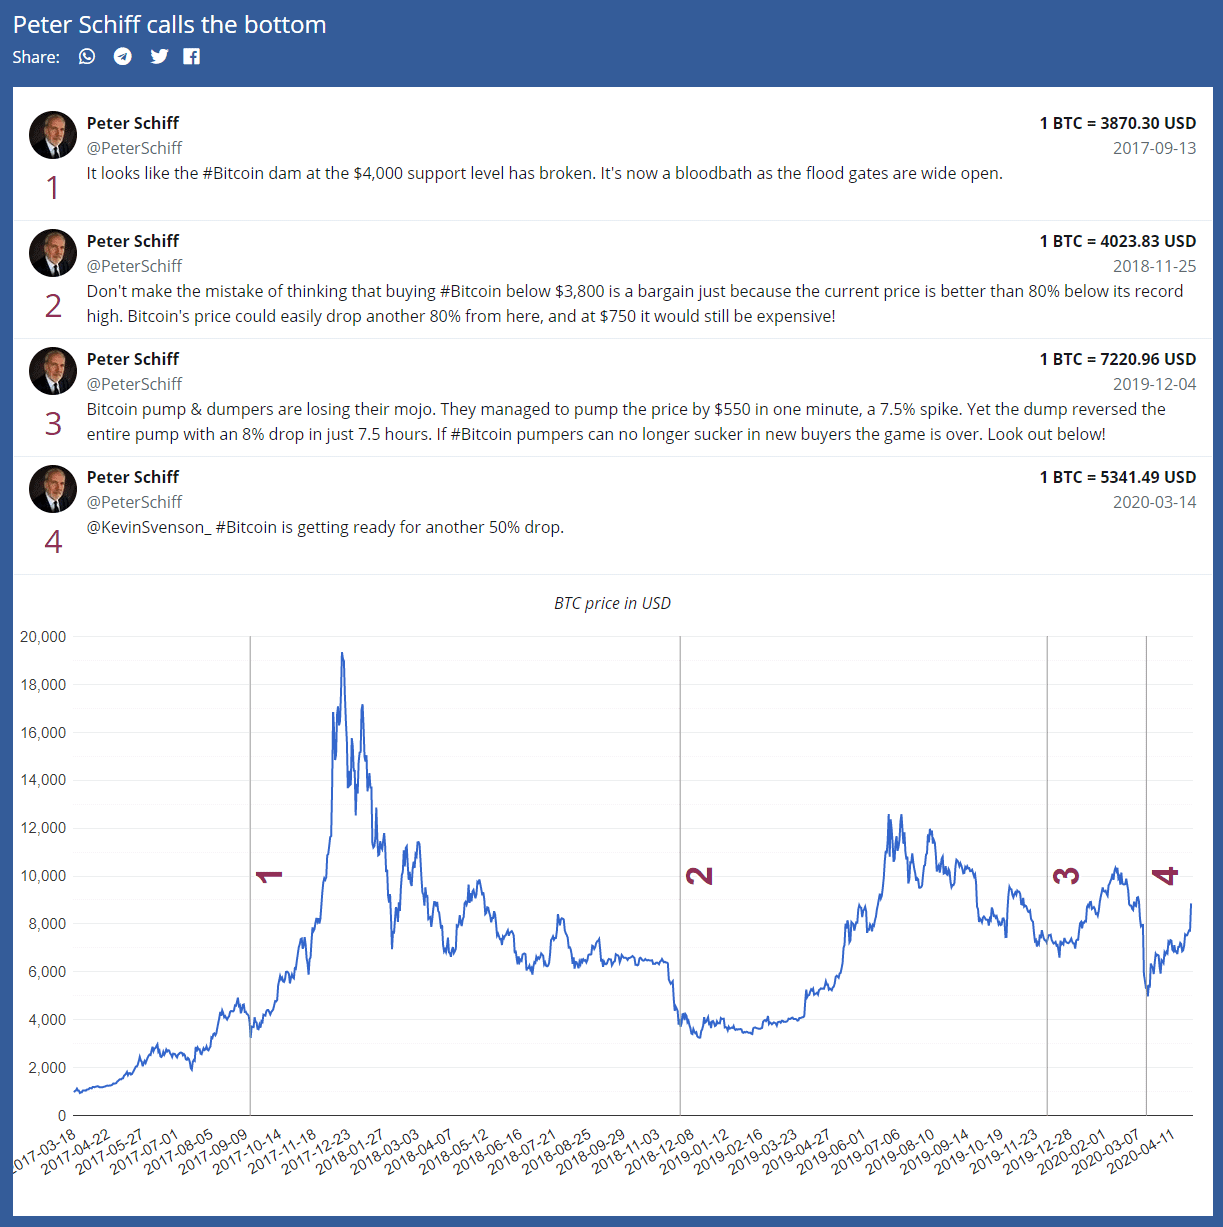 Peter Schiff calls the bottom
Share:
Peter Schiff
1 BTC = 3870.30 USD
@PeterSchiff
2017-09-13
It looks like the #Bitcoin dam at the $4,000 support level has broken. It's now a bloodbath as the flood gates are wide open.
1
Peter Schiff
1 BTC = 4023.83 USD
@PeterSchiff
2018-11-25
Don't make the mistake of thinking that buying #Bitcoin below $3,800 is a bargain just because the current price is better than 80% below its record
high. Bitcoin's price could easily drop another 80% from here, and at $750 it would still be expensive!
2
Peter Schiff
1 BTC = 7220.96 USD
@PeterSchiff
2019-12-04
Bitcoin pump & dumpers are losing their mojo. They managed to pump the price by $550 in one minute, a 7.5% spike. Yet the dump reversed the
entire pump with an 8% drop in just 7.5 hours. If #Bitcoin pumpers can no longer sucker in new buyers the game is over. Look out below!
3
Peter Schiff
1 BTC = 5341.49 USD
@PeterSchiff
2020-03-14
@KevinSvenson_ #Bitcoin is getting ready for another 50% drop.
4
BTC price in USD
20,000
18,000
16,000
14,000
12,000
10,000
8,000
6,000
4,000
2,000
0
1
2
3
4
017-03-18
2017-04-22
2017-05-27
2017-07-01
2017-08-05
2017-09-09
2017-10-14
2017-11-18
2017-12-23
2018-01-27
2018-03-03
2018-04-07
2018-05-12
2018-06-16
2018-07-21
2018-08-25
2018-09-29
2018-11-03
2018-12-08
2019-01-12
2019-02-16
2019-03-23
2019-04-27
2019-06-01
2019-07-06
2019-08-10
2019-09-14
2019-10-19
2019-11-23
2019-12-28
2020-02-01
2020-03-07
2020-04-11